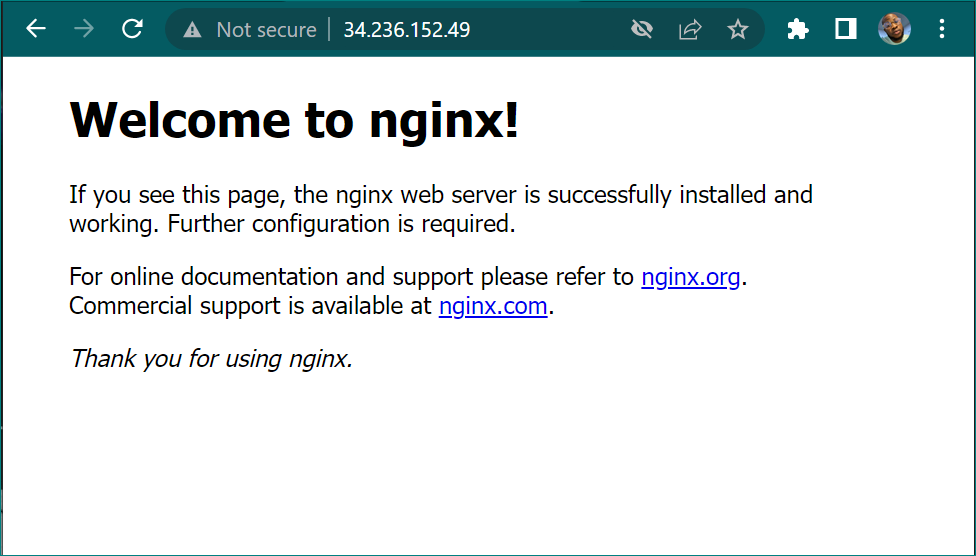 Not secure | 34.236.152.49
Welcome to nginx!
If you see this page, the nginx web server is successfully installed and
working. Further configuration is required.
For online documentation and support please refer to nginx.org.
Commercial support is available at nginx.com.
Thank you for using nginx.